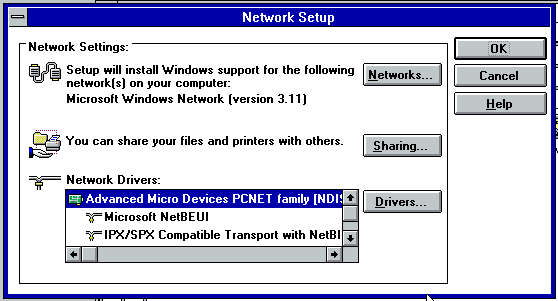 Network Setup
Network Settings:
OK
Setup will install Windows support for the following
network(s) on your computer:
Networks...
Cancel
Microsoft Windows Network (version 3.11)
Help
You can share your files and printers with others.
Sharing...
Network Drivers:
Advanced Micro Devices PCNET family [NDIS
Drivers...
Microsoft NetBEUI
IPX/SPX Compatible Transport with NetBI